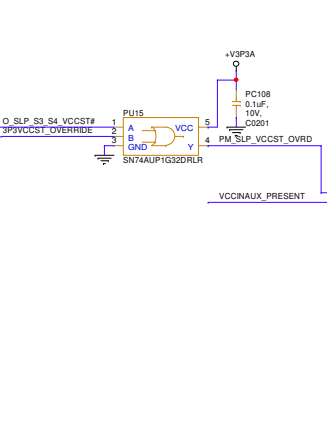 +V3P3A
PC108
0.1uF,
10V,
C0201
PU15
O_SLP_S3_S4_VCCST#
1
A
VCC
5
3P3VCCST_OVERRIDE
2
B
3
GND
Y
4
PM_SLP_VCCST_OVRD
SN74AUP1G32DRLR
VCCINAUX_PRESENT